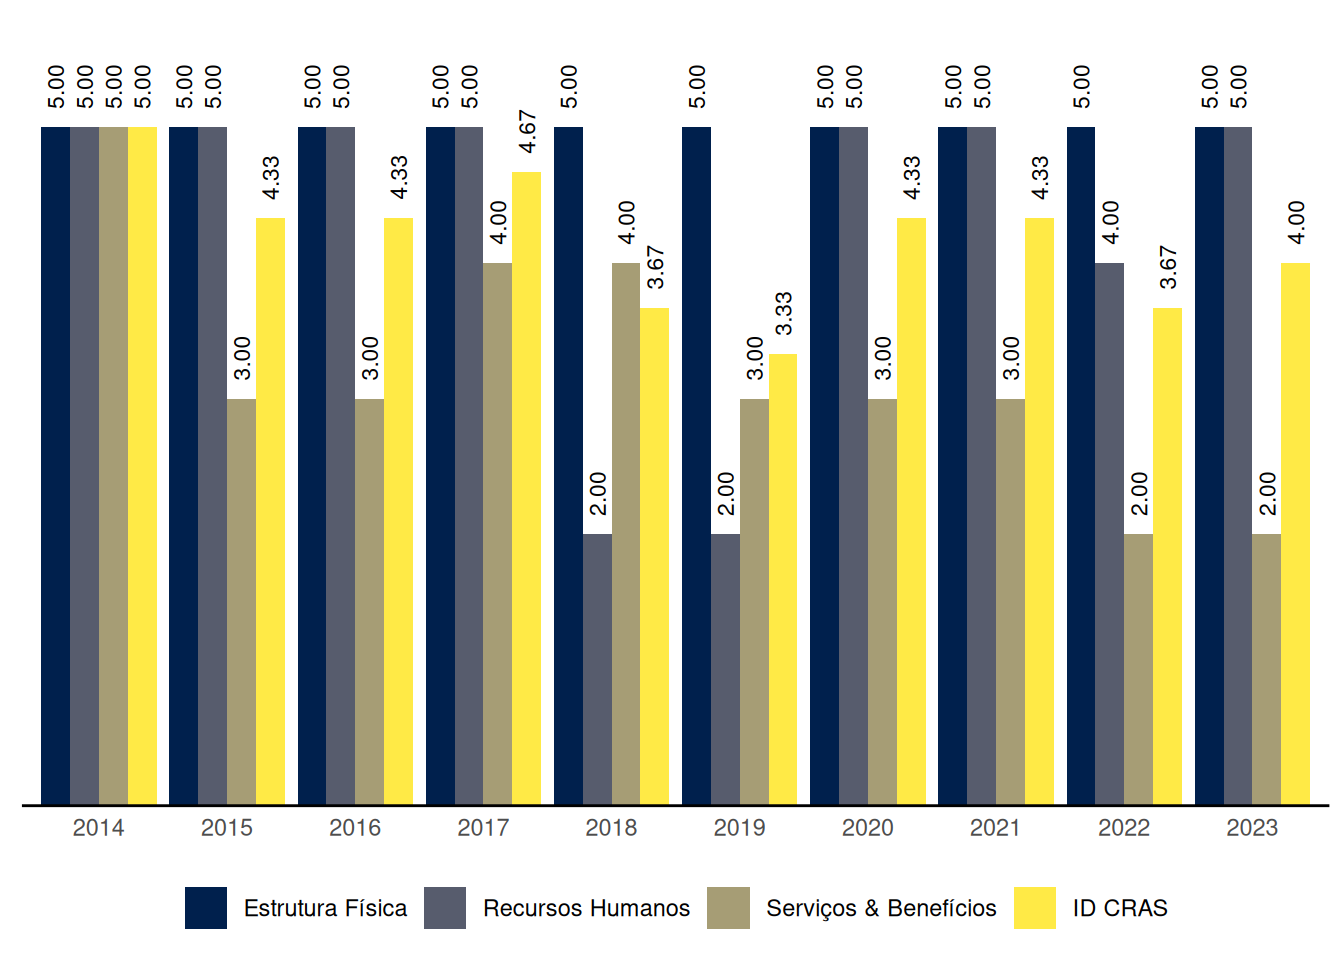 5.00 5.00 5.00 5.00 5.00 5.00 3.00 4.33 5.00 5.00 3.00 4.33 5.00 5.00 4.00 4.67 5.00 2.00 4.00 3.67 5.00 2.00 3.00 3.33 5.00 5.00 3.00 4.33 5.00 5.00 3.00 4.33 5.00 4.00 2.00 3.67 5.00 5.00 2.00 4.00
2014 2015 2016 2017 2018 2019 2020 2021 2022 2023
Estrutura Física Recursos Humanos Serviços & Benefícios ID CRAS